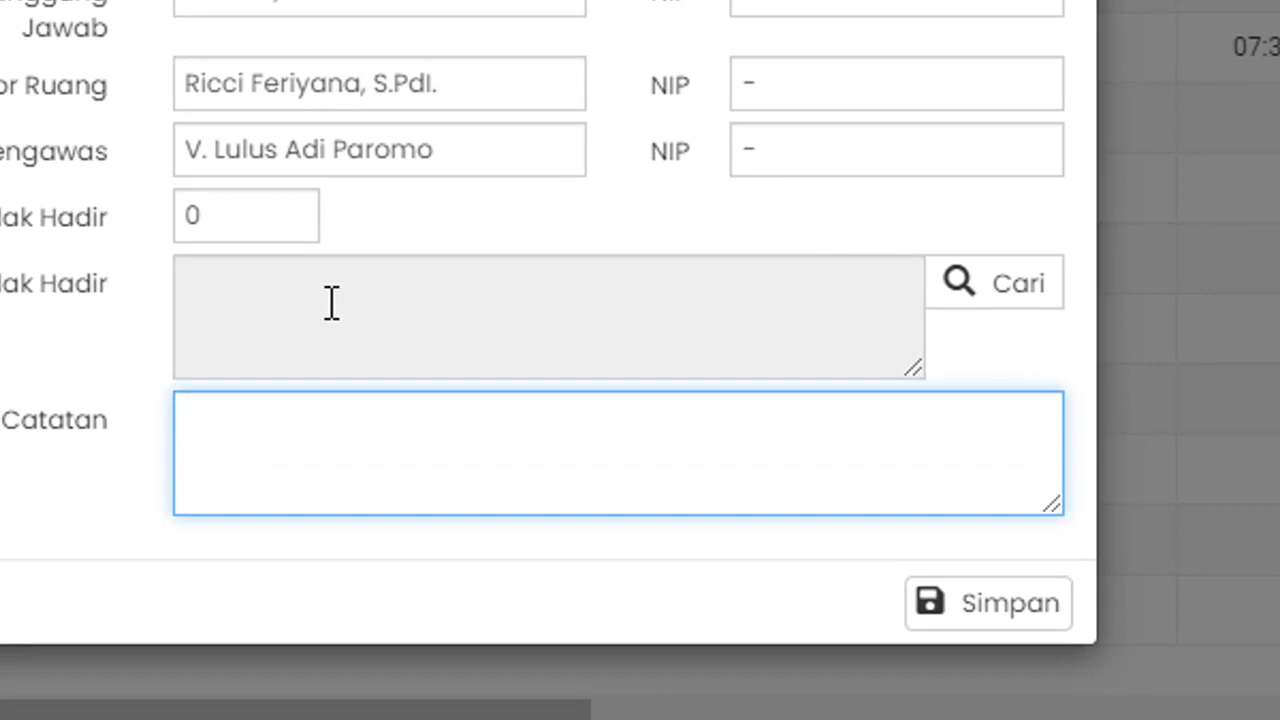 Jawab
07:3
or Ruang Ricci Feriyana, S.PdI. NIP -
engawas V. Lulus Adi Paromo NIP -
dak Hadir 0
dak Hadir Cari
Catatan
Simpan